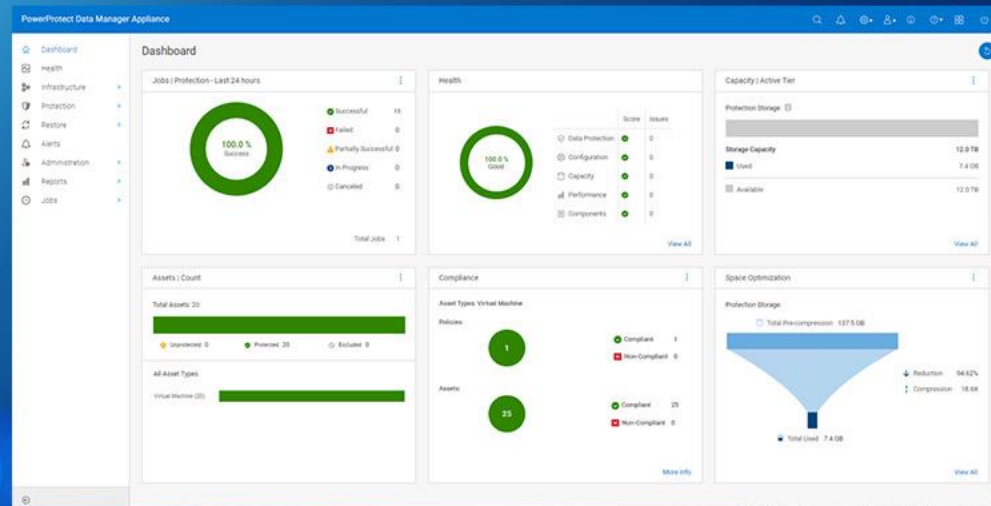 PowerProtect Data Manager Appliance
Dashboard
Health
Infrastructure
Protection
Restore
Alerts
Administration
Reports
Jobs
Dashboard
Jobs | Protection - Last 24 hours
100.0 %
Success
Successful
Failed 0
Partially Successful 0
In Progress 0
Canceled 0
Total Jobs 1
Health
100.0 %
Good
Score Issues
Data Protection 0
Configuration 0
Capacity 0
Performance 0
Components 0
View All
Capacity | Active Tier
Protection Storage:
Storage Capacity 12.0 TB
Used 7.4 GB
Available 12.0 TB
View All
Assets | Count
Total Assets: 20
Unprotected 0 Protected 20 Excluded 0
All Asset Types
Virtual Machine (20)
Compliance
Asset Types: Virtual Machine
Policies:
1
Compliant 1
Non-Compliant 0
Assets:
25
Compliant 25
Non-Compliant 0
More Info
Space Optimization
Protection Storage:
Total Pre-compression 137.5 GB
Reduction 94.62%
Compression 18.6X
Total Used 7.4 GB
View All